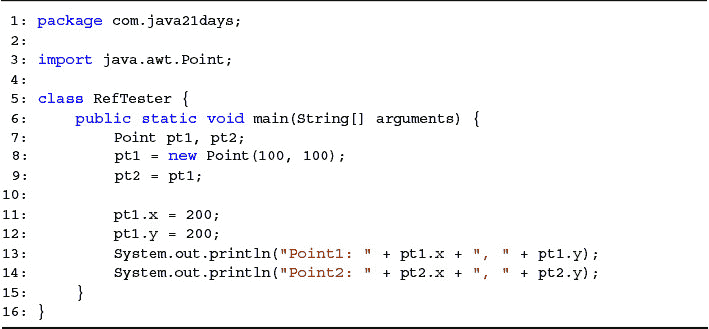 1: package com.java21days;
2:
3: import java.awt.Point;
4:
5: class RefTester {
6:     public static void main(String[] arguments) {
7:         Point pt1, pt2;
8:         pt1 = new Point(100, 100);
9:         pt2 = pt1;
10:
11:         pt1.x = 200;
12:         pt1.y = 200;
13:         System.out.println("Point1: " + pt1.x + ", " + pt1.y);
14:         System.out.println("Point2: " + pt2.x + ", " + pt2.y);
15:     }
16: }